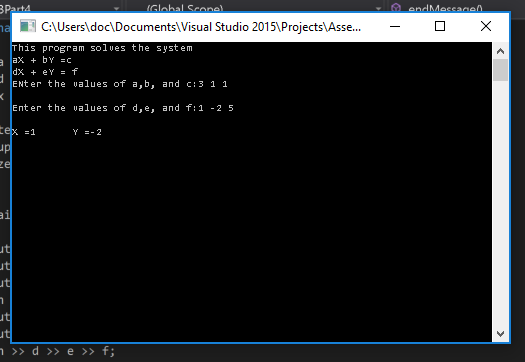 3Part4 (Global Scope) endMessage()
C:\Users\doc\Documents\Visual Studio 2015\Projects\Asse...
This program solves the system
aX + bY =c
dX + eY = f
ENter the values of a,b, and c:3 1 1
Enter the values of d,e, and f:1 -2 5
X =1 Y =-2
n >> d >> e >> f;